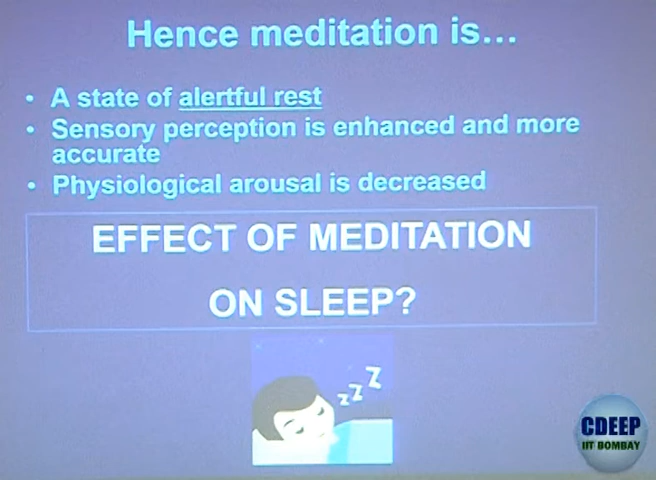 Hence meditation is...
• A state of alertful rest
• Sensory perception is enhanced and more
accurate
• Physiological arousal is decreased
EFFECT OF MEDITATION
ON SLEEP?
z z Z
CDEEP
IIT BOMBAY